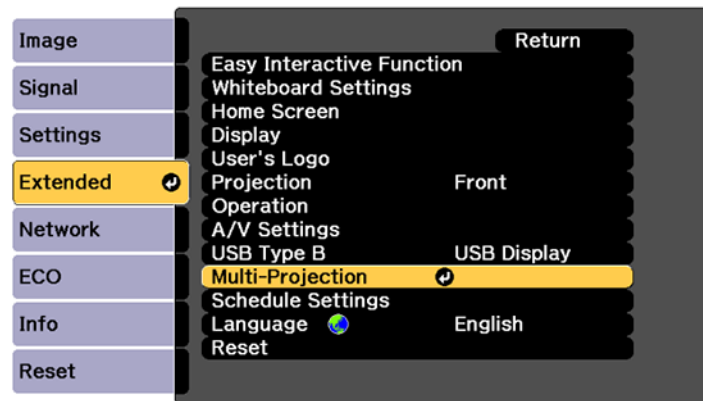 Image
Signal
Settings
Extended
Network
ECO
Info
Reset
Return
Easy Interactive Function
Whiteboard Settings
Home Screen
Display
User's Logo
Projection Front
Operation
A/V Settings
USB Type B USB Display
Multi-Projection
Schedule Settings
Language English
Reset